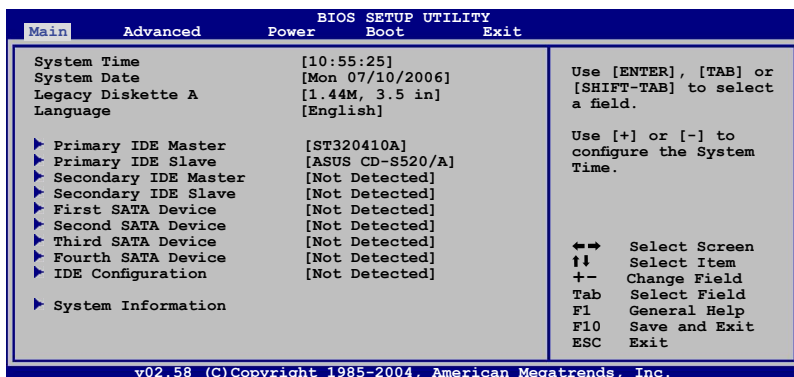 BIOS SETUP UTILITY
Main Advanced Power Boot Exit
System Time [10:55:25]
System Date [Mon 07/10/2006]
Legacy Diskette A [1.44M, 3.5 in]
Language [English]
Primary IDE Master [ST320410A]
Primary IDE Slave [ASUS CD-S520/A]
Secondary IDE Master [Not Detected]
Secondary IDE Slave [Not Detected]
First SATA Device [Not Detected]
Second SATA Device [Not Detected]
Third SATA Device [Not Detected]
Fourth SATA Device [Not Detected]
IDE Configuration [Not Detected]
System Information
Use [ENTER], [TAB] or
[SHIFT-TAB] to select
a field.
Use [+] or [-] to
configure the System
Time.
←→ Select Screen
↑↓ Select Item
+- Change Field
Tab Select Field
F1 General Help
F10 Save and Exit
ESC Exit
v02.58 (C)Copyright 1985-2004, American Megatrends, Inc.